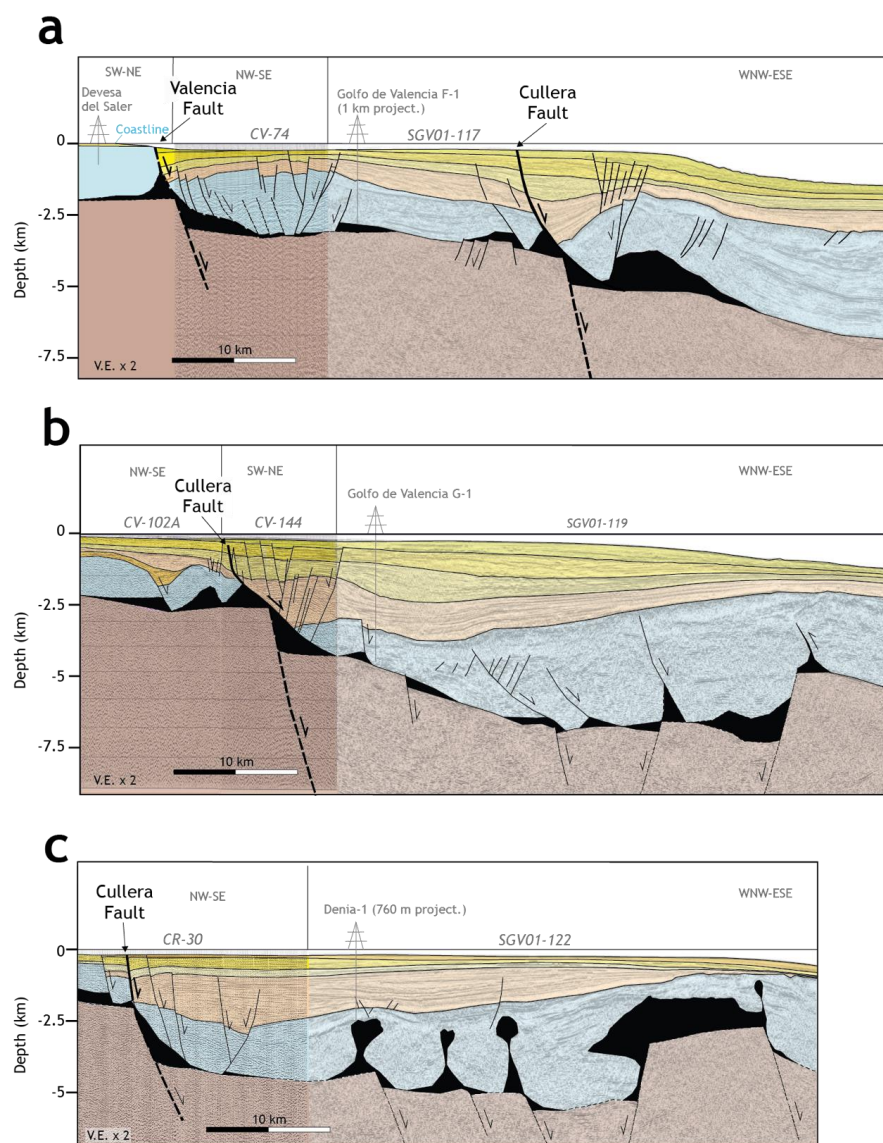 a
SW-NE
NW-SE
WNW-ESE
Devesa
del Saler
Valencia
Fault
Golfo de Valencia F-1
(1 km project.)
Cullera
Fault
Coastline
CV-74
SGV01-117
0
-2.5
-5
-7.5
Depth (km)
10 km
V.E. x 2
b
NW-SE
SW-NE
WNW-ESE
Cullera
Fault
Golfo de Valencia G-1
CV-102A
CV-144
SGV01-119
0
-2.5
-5
-7.5
Depth (km)
10 km
V.E. x 2
c
Cullera
Fault
NW-SE
WNW-ESE
Denia-1 (760 m project.)
CR-30
SGV01-122
0
-2.5
-5
Depth (km)
10 km
V.E. x 2